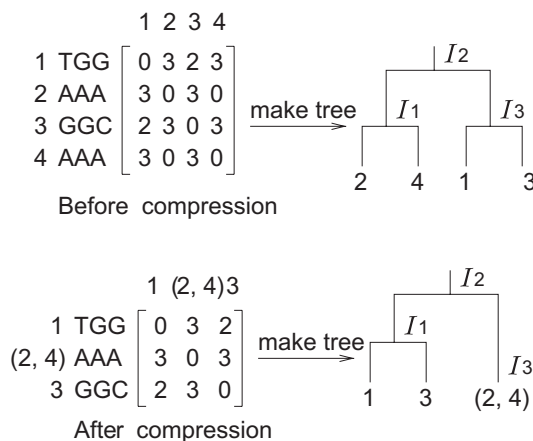 1 2 3 4
1 TGG 0 3 2 3
2 AAA 3 0 3 0
3 GGC 2 3 0 3
4 AAA 3 0 3 0
make tree
I2
I1 I3
2 4 1 3
Before compression
1 (2, 4) 3
1 TGG 0 3 2
(2, 4) AAA 3 0 3
3 GGC 2 3 0
make tree
I2
I1
I3
1 3 (2, 4)
After compression